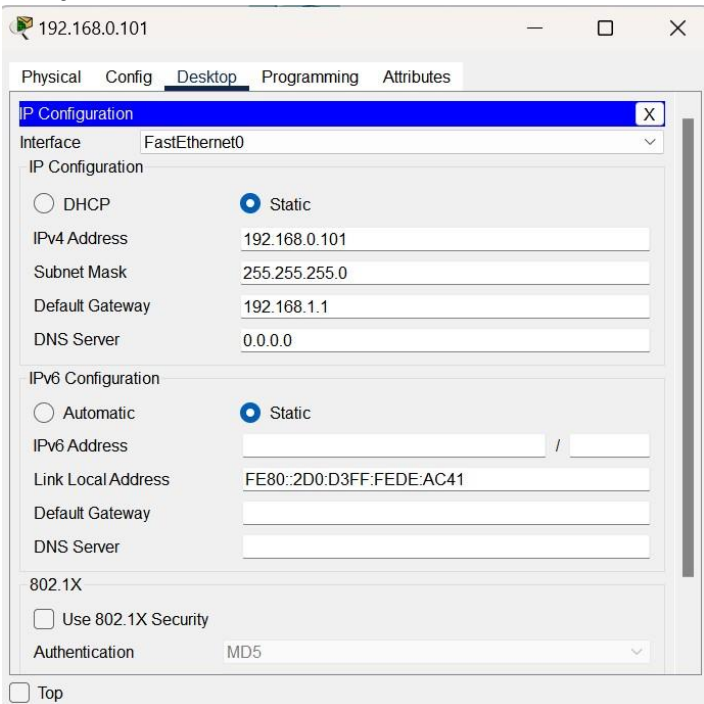 192.168.0.101
Physical Config Desktop Programming Attributes
IP Configuration X
Interface FastEthernet0
IP Configuration
DHCP Static
IPv4 Address 192.168.0.101
Subnet Mask 255.255.255.0
Default Gateway 192.168.1.1
DNS Server 0.0.0.0
IPv6 Configuration
Automatic Static
IPv6 Address /
Link Local Address FE80::2D0:D3FF:FEDE:AC41
Default Gateway
DNS Server
802.1X
Use 802.1X Security
Authentication MD5
Top